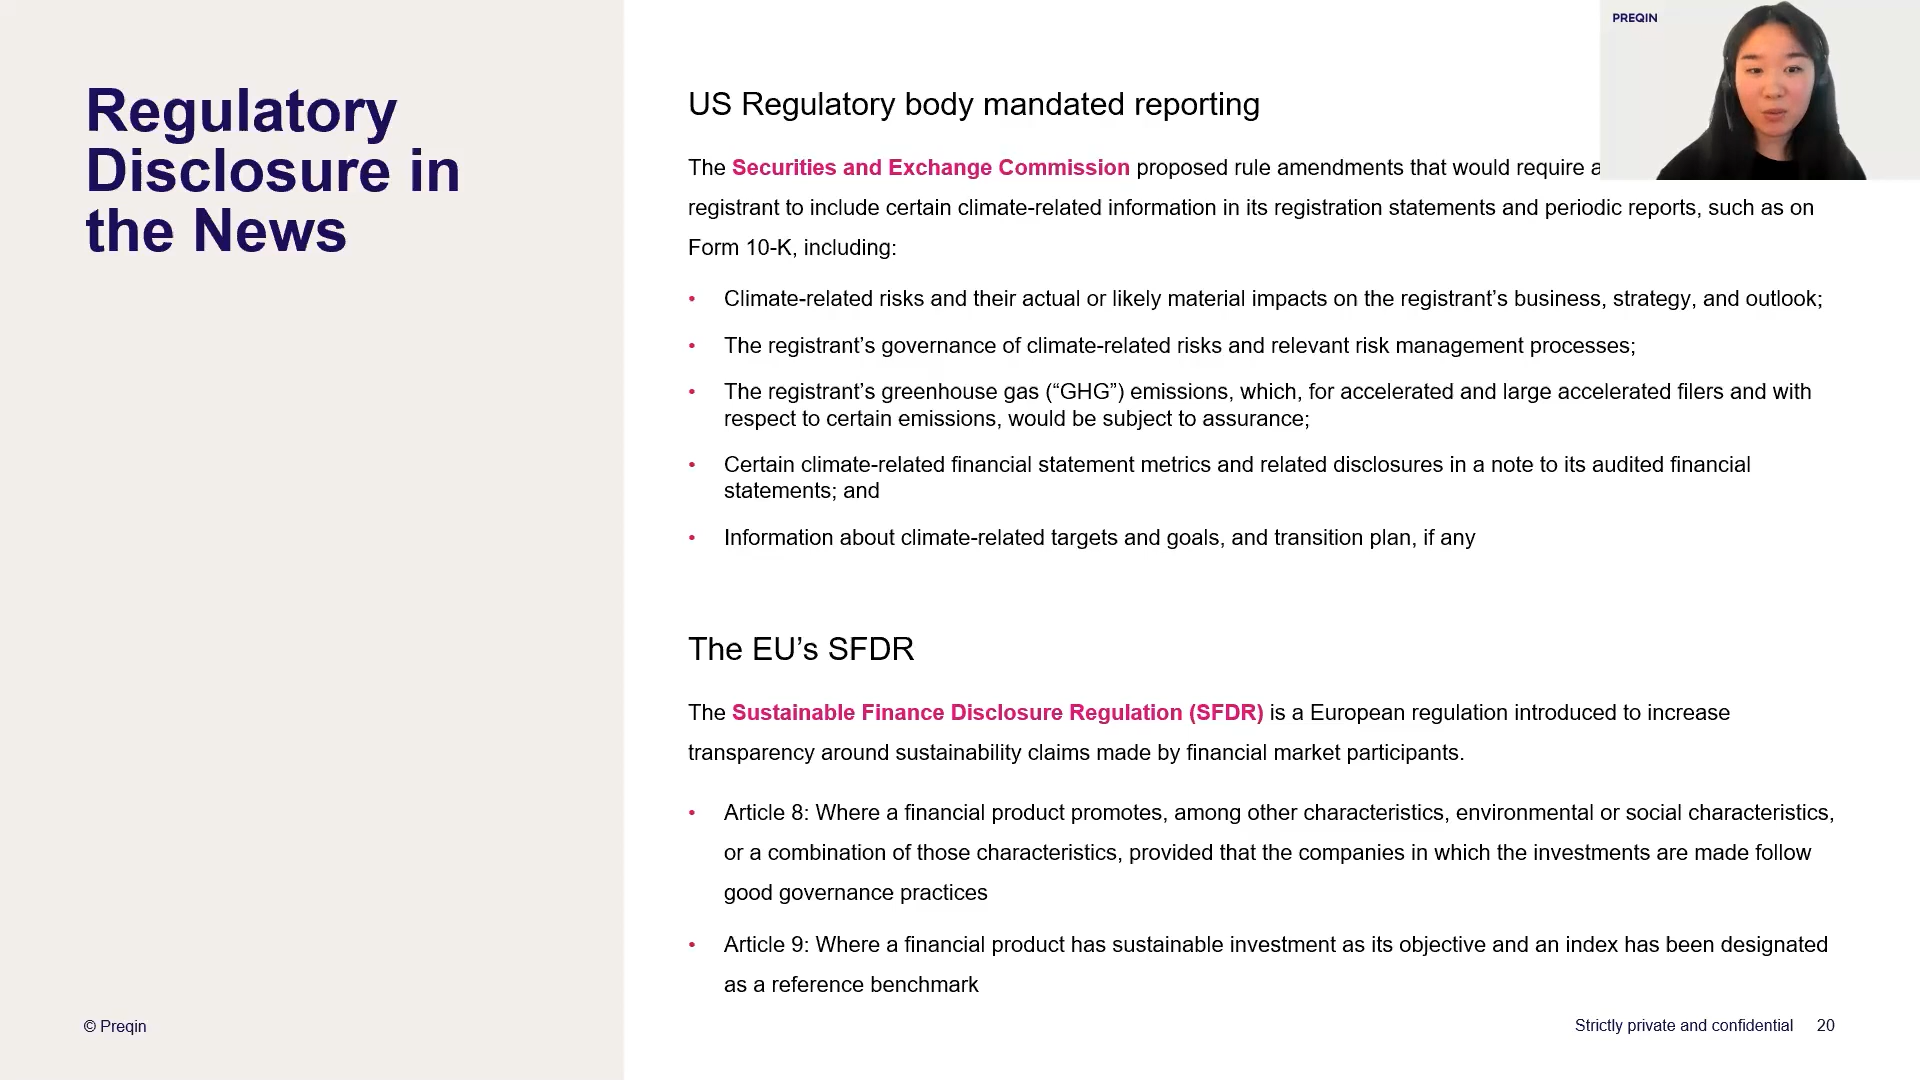 PREQIN
Regulatory
Disclosure in
the News
US Regulatory body mandated reporting
The Securities and Exchange Commission proposed rule amendments that would require a
registrant to include certain climate-related information in its registration statements and periodic reports, such as on
Form 10-K, including:
• Climate-related risks and their actual or likely material impacts on the registrant’s business, strategy, and outlook;
• The registrant’s governance of climate-related risks and relevant risk management processes;
• The registrant’s greenhouse gas (“GHG”) emissions, which, for accelerated and large accelerated filers and with
respect to certain emissions, would be subject to assurance;
• Certain climate-related financial statement metrics and related disclosures in a note to its audited financial
statements; and
• Information about climate-related targets and goals, and transition plan, if any
The EU’s SFDR
The Sustainable Finance Disclosure Regulation (SFDR) is a European regulation introduced to increase
transparency around sustainability claims made by financial market participants.
• Article 8: Where a financial product promotes, among other characteristics, environmental or social characteristics,
or a combination of those characteristics, provided that the companies in which the investments are made follow
good governance practices
• Article 9: Where a financial product has sustainable investment as its objective and an index has been designated
as a reference benchmark
© Preqin
Strictly private and confidential 20